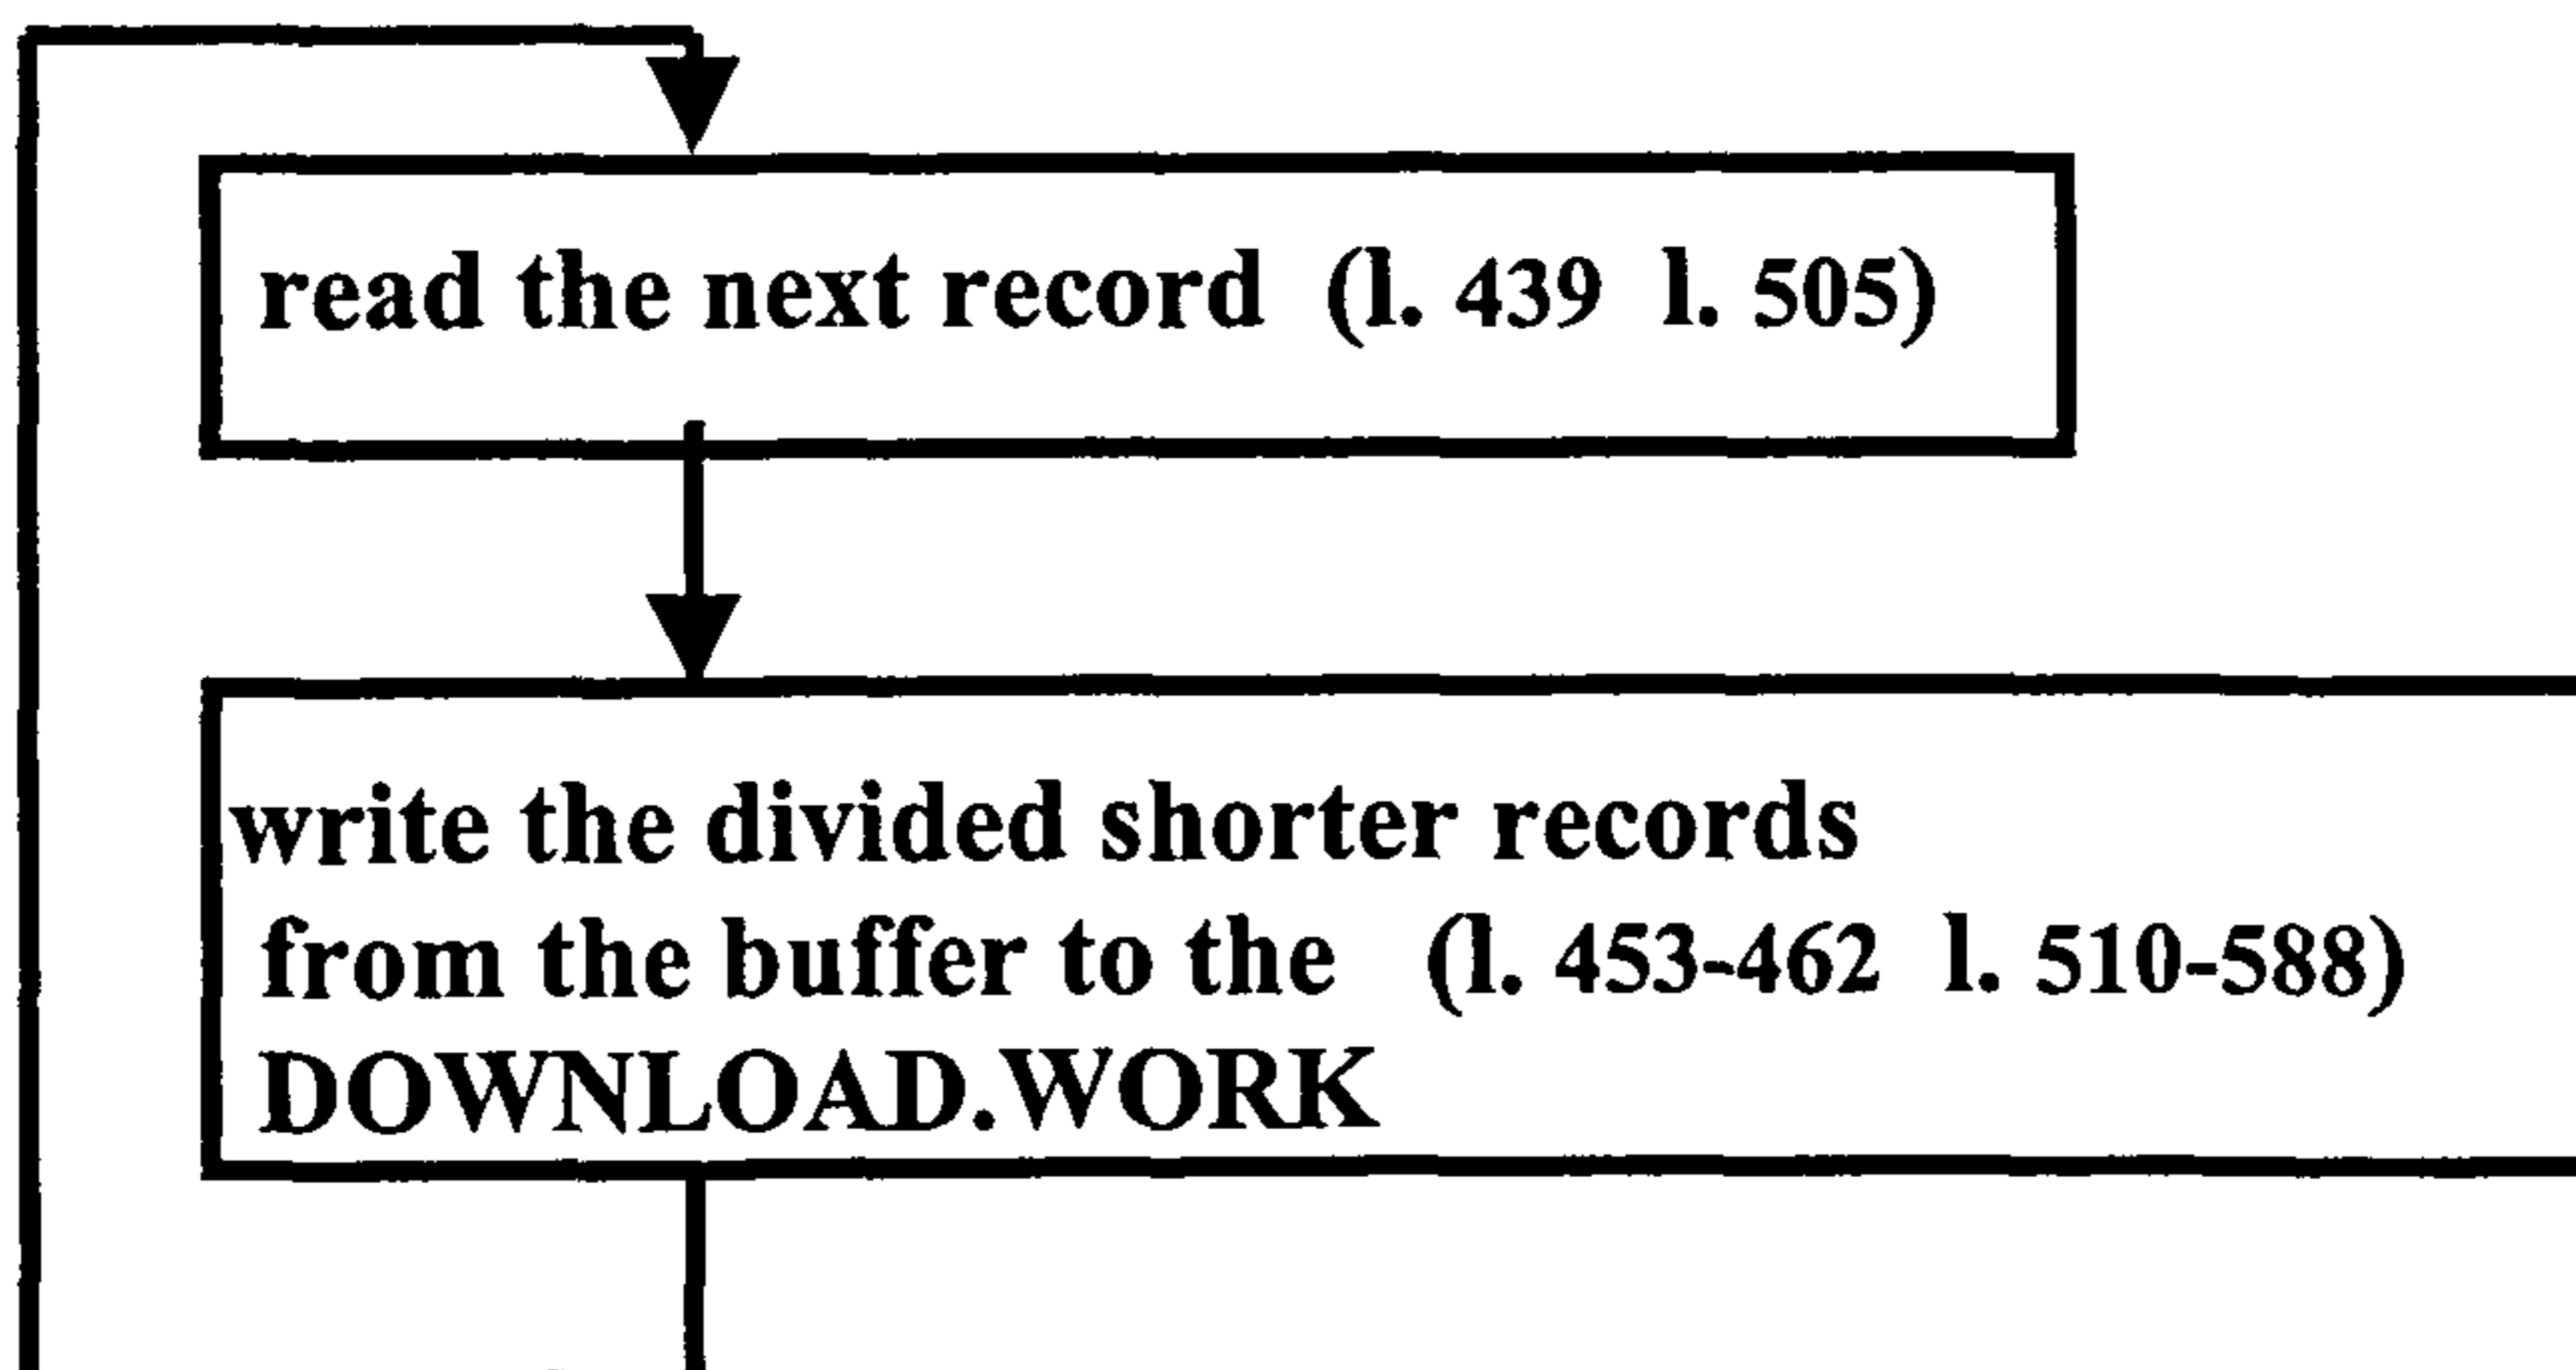 read the next record (l. 439 l. 505)
write the divided shorter records
from the buffer to the (l. 453-462 l. 510-588)
DOWNLOAD.WORK